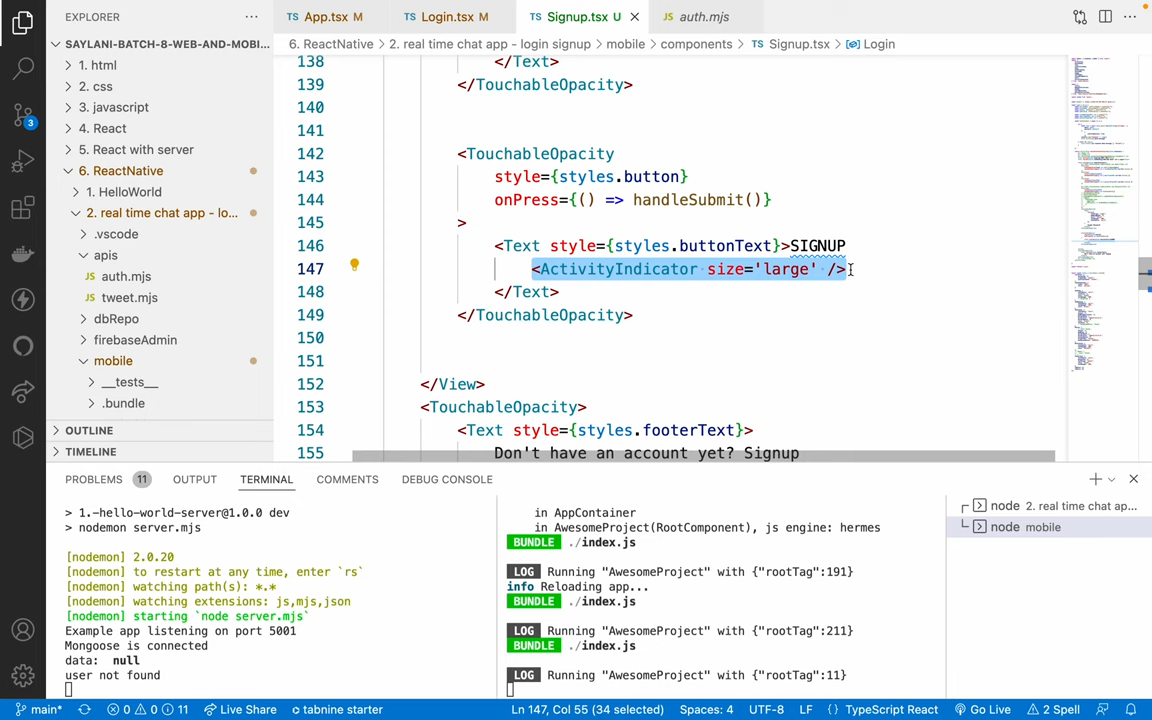 EXPLORER
App.tsx M
Login.tsx M
Signup.tsx U
auth.mjs
SAYLANI-BATCH-8-WEB-AND-MOBI...
6. ReactNative > 2. real time chat app - login signup > mobile > components > Signup.tsx > Login
1. html
2. css
3. javascript
4. React
5. React with server
6. ReactNative
1. HelloWorld
2. real time chat app - lo...
.vscode
apis
auth.mjs
tweet.mjs
dbRepo
firebaseAdmin
mobile
__tests__
.bundle
OUTLINE
TIMELINE
3
138 </Text>
139 </TouchableOpacity>
140
141
142 <TouchableOpacity
143 style={styles.button}
144 onPress={() => handleSubmit()}
145 >
146 <Text style={styles.buttonText}>SIGNUP
147 <ActivityIndicator size='large' />
148 </Text>
149 </TouchableOpacity>
150
151
152 </View>
153 <TouchableOpacity>
154 <Text style={styles.footerText}>
155 Don't have an account yet? Signup
PROBLEMS 11 OUTPUT TERMINAL COMMENTS DEBUG CONSOLE
> 1.-hello-world-server@1.0.0 dev
> nodemon server.mjs
[nodemon] 2.0.20
[nodemon] to restart at any time, enter `rs`
[nodemon] watching path(s): *.*
[nodemon] watching extensions: js,mjs,json
[nodemon] starting `node server.mjs`
Example app listening on port 5001
Mongoose is connected
data: null
user not found
in AppContainer
in AwesomeProject(RootComponent), js engine: hermes
BUNDLE ./index.js
LOG Running "AwesomeProject" with {"rootTag":191}
info Reloading app...
BUNDLE ./index.js
LOG Running "AwesomeProject" with {"rootTag":211}
BUNDLE ./index.js
LOG Running "AwesomeProject" with {"rootTag":11}
node 2. real time chat ap...
node mobile
main* 0 0 11 Live Share tabnine starter Ln 147, Col 55 (34 selected) Spaces: 4 UTF-8 LF {} TypeScript React Go Live 2 Spell